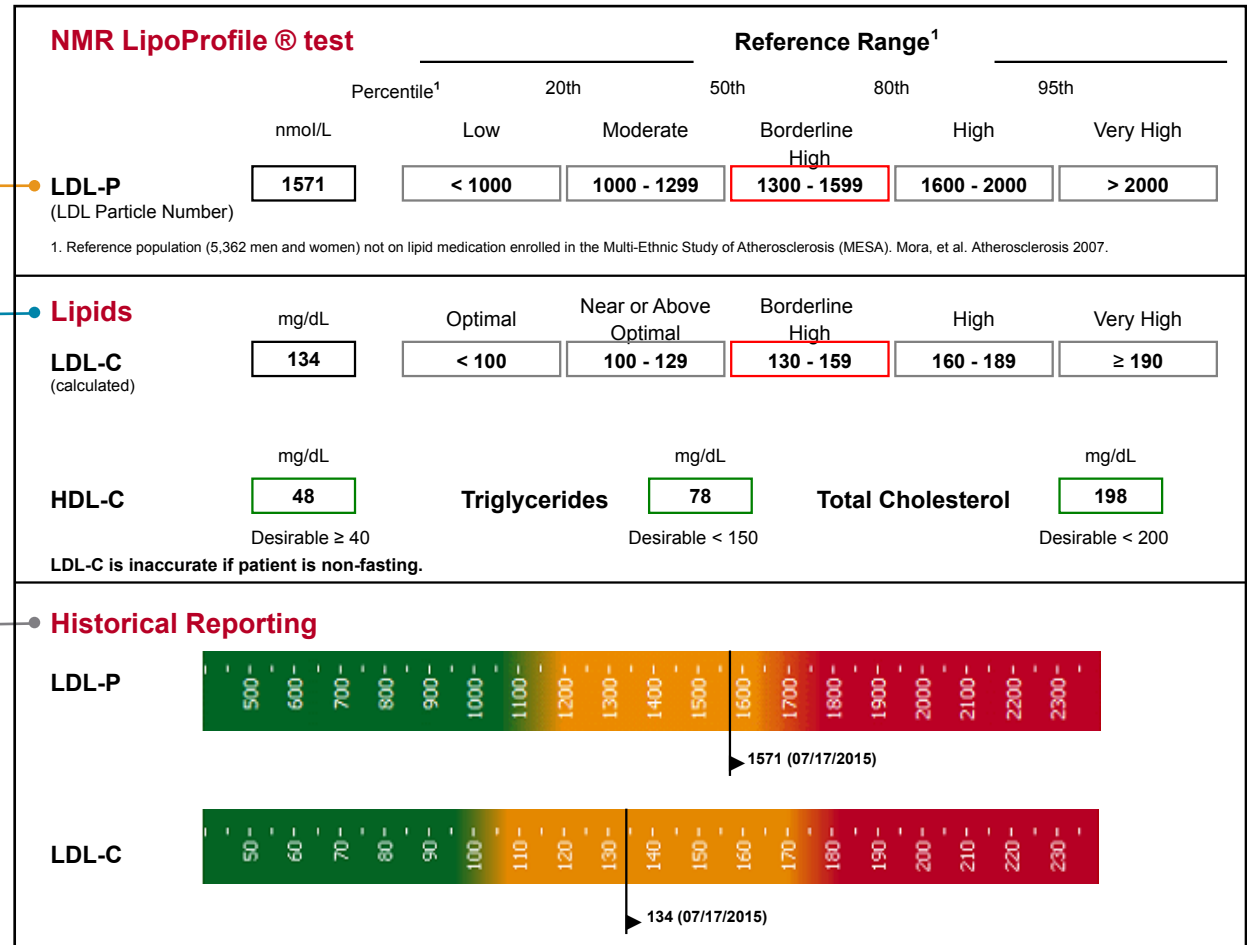 NMR LipoProfile ® test Reference Range¹
Percentile¹ 20th 50th 80th 95th
nmol/L Low Moderate Borderline High High Very High
LDL-P 1571 < 1000 1000 - 1299 1300 - 1599 1600 - 2000 > 2000
(LDL Particle Number)
1. Reference population (5,362 men and women) not on lipid medication enrolled in the Multi-Ethnic Study of Atherosclerosis (MESA). Mora, et al. Atherosclerosis 2007.
Lipids mg/dL Optimal Near or Above Optimal Borderline High High Very High
LDL-C 134 < 100 100 - 129 130 - 159 160 - 189 ≥ 190
(calculated)
mg/dL mg/dL mg/dL
HDL-C 48 Triglycerides 78 Total Cholesterol 198
Desirable ≥ 40 Desirable < 150 Desirable < 200
LDL-C is inaccurate if patient is non-fasting.
Historical Reporting
LDL-P 500 600 700 800 900 1000 1100 1200 1300 1400 1500 1600 1700 1800 1900 2000 2100 2200 2300
1571 (07/17/2015)
LDL-C 50 60 70 80 90 100 110 120 130 140 150 160 170 180 190 200 210 220 230
134 (07/17/2015)